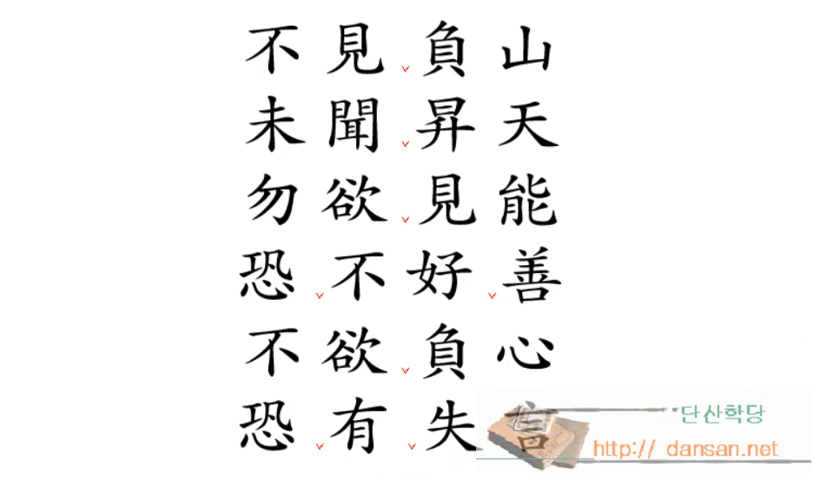 不見負山
未聞昇天
勿欲見能
恐不好善
不欲負心
恐有失
단산학당
http:// dansan.net